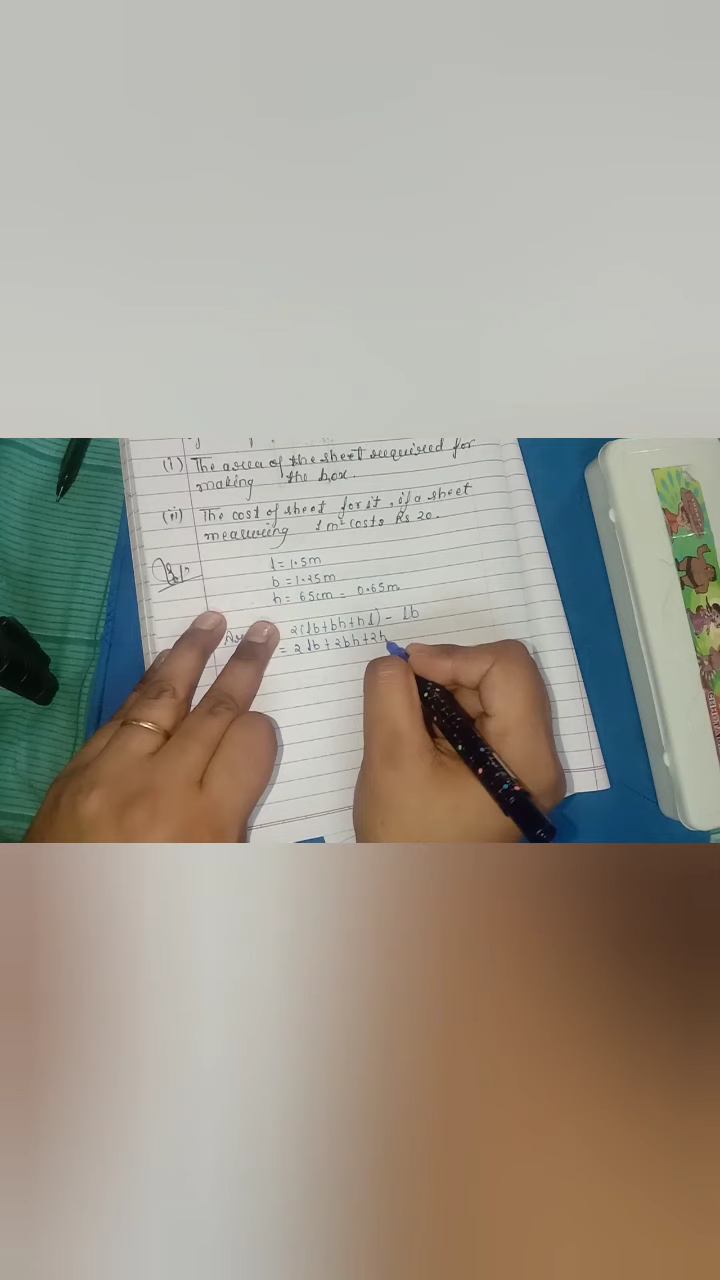 (i) The area of the sheet required for
making the box.
(ii) The cost of sheet for it, if a sheet
measuring 1m² costs Rs 20.
l = 1.5m
b = 1.25m
h = 65cm = 0.65m
2(lb+bh+hl) - lb
= 2lb+2bh+2h